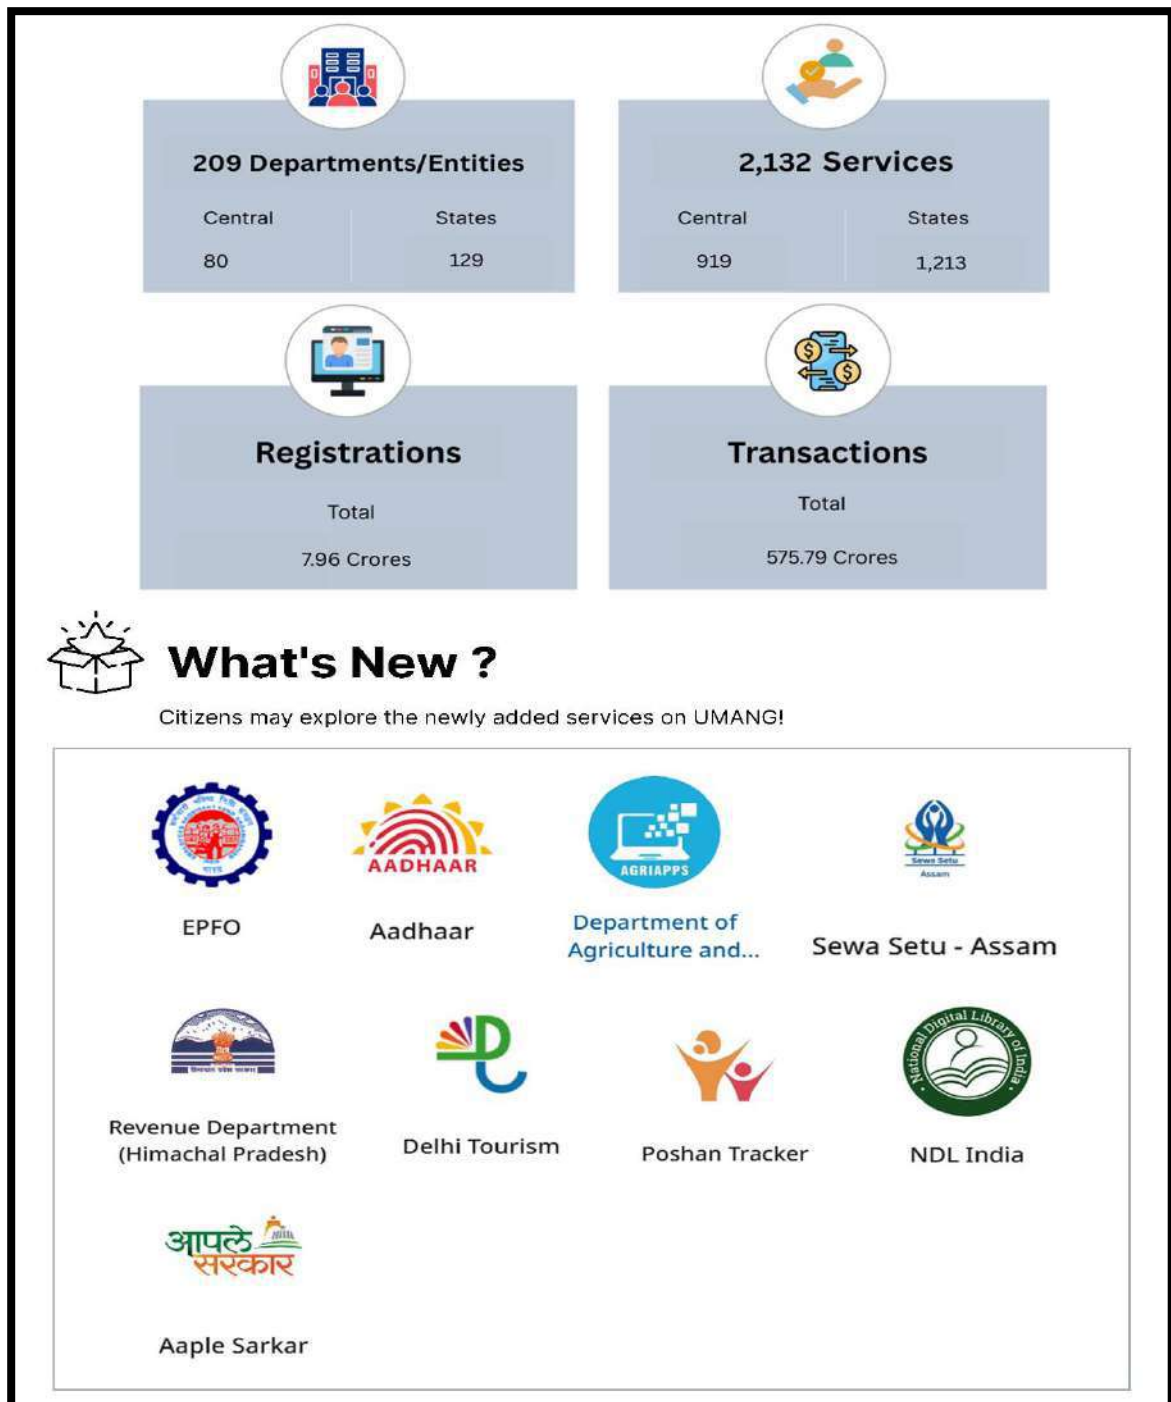 209 Departments/Entities
Central States
80 129
2,132 Services
Central States
919 1,213
Registrations
Total
7.96 Crores
Transactions
Total
575.79 Crores
What's New ?
Citizens may explore the newly added services on UMANG!
EPFO
AADHAAR
Aadhaar
AGRIAPPS
Department of
Agriculture and...
Sewa Setu
Assam
Sewa Setu - Assam
Revenue Department
(Himachal Pradesh)
Delhi Tourism
Poshan Tracker
National Digital Library of India
NDL India
आपले
सरकार
Aaple Sarkar